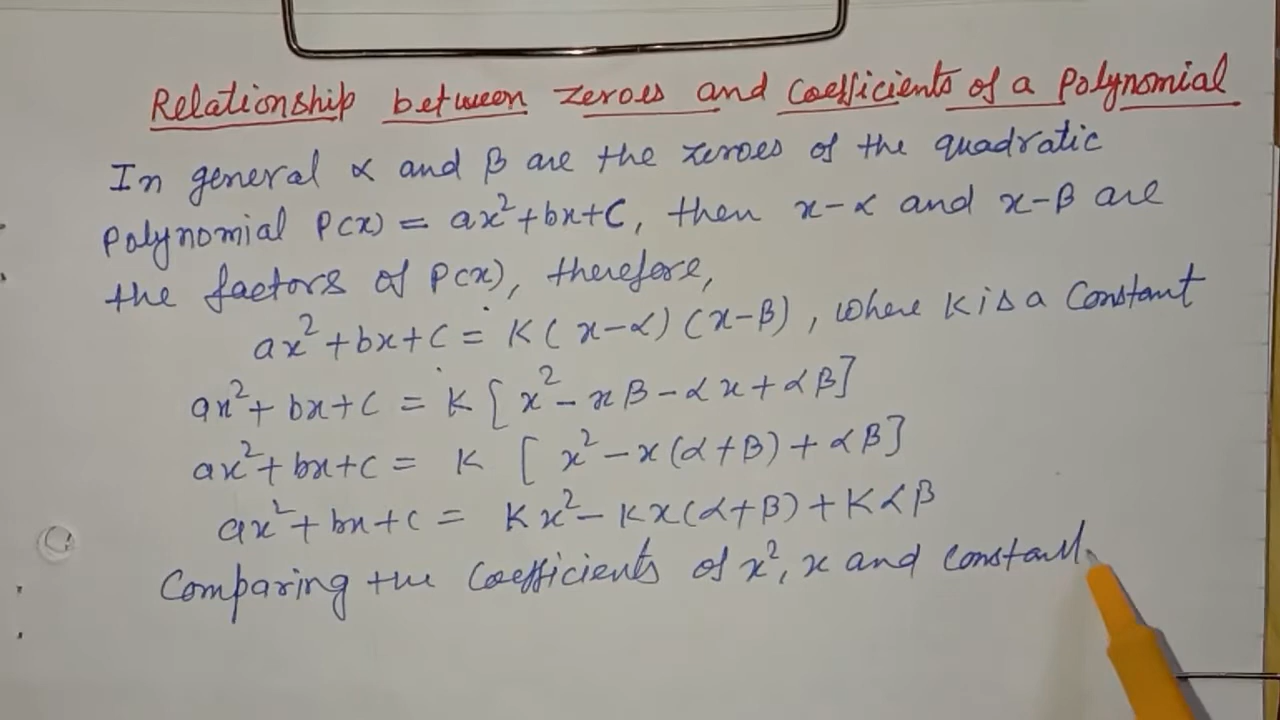 Relationship between zeroes and Coefficients of a Polynomial
In general α and β are the zeroes of the quadratic
Polynomial P(x) = ax²+bx+C, then x-α and x-β are
the factors of P(x), therefore,
ax²+bx+C = K(x-α)(x-β), where K is a Constant
ax²+bx+C = K[x²-xβ-αx+αβ]
ax²+bx+C = K [x²-x(α+β)+αβ]
ax²+bx+C = Kx²-Kx(α+β)+Kαβ
Comparing the Coefficients of x², x and constant